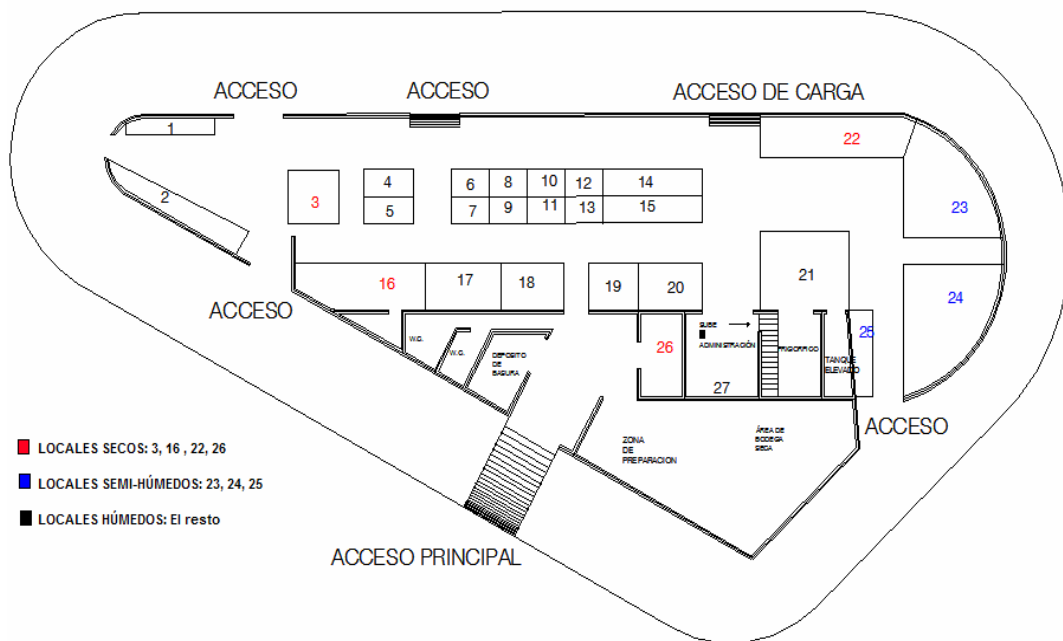 ACCESO
ACCESO
ACCESO DE CARGA
1
22
2
3
4
6
8
10
12
14
5
7
9
11
13
15
23
16
17
18
19
20
21
24
ACCESO
W.G.
W.G.
DEPOSITO
DE
BASURA
26
SUBE
ADMINISTRACIÓN
27
FRIGORFICO
TANQUE
ELEVADO
25
ACCESO
ZONA
DE
PREPARACION
ÁREA DE
BODEGA
SECA
LOCALES SECOS: 3, 16 , 22, 26
LOCALES SEMI-HÚMEDOS: 23, 24, 25
LOCALES HÚMEDOS: El resto
ACCESO PRINCIPAL